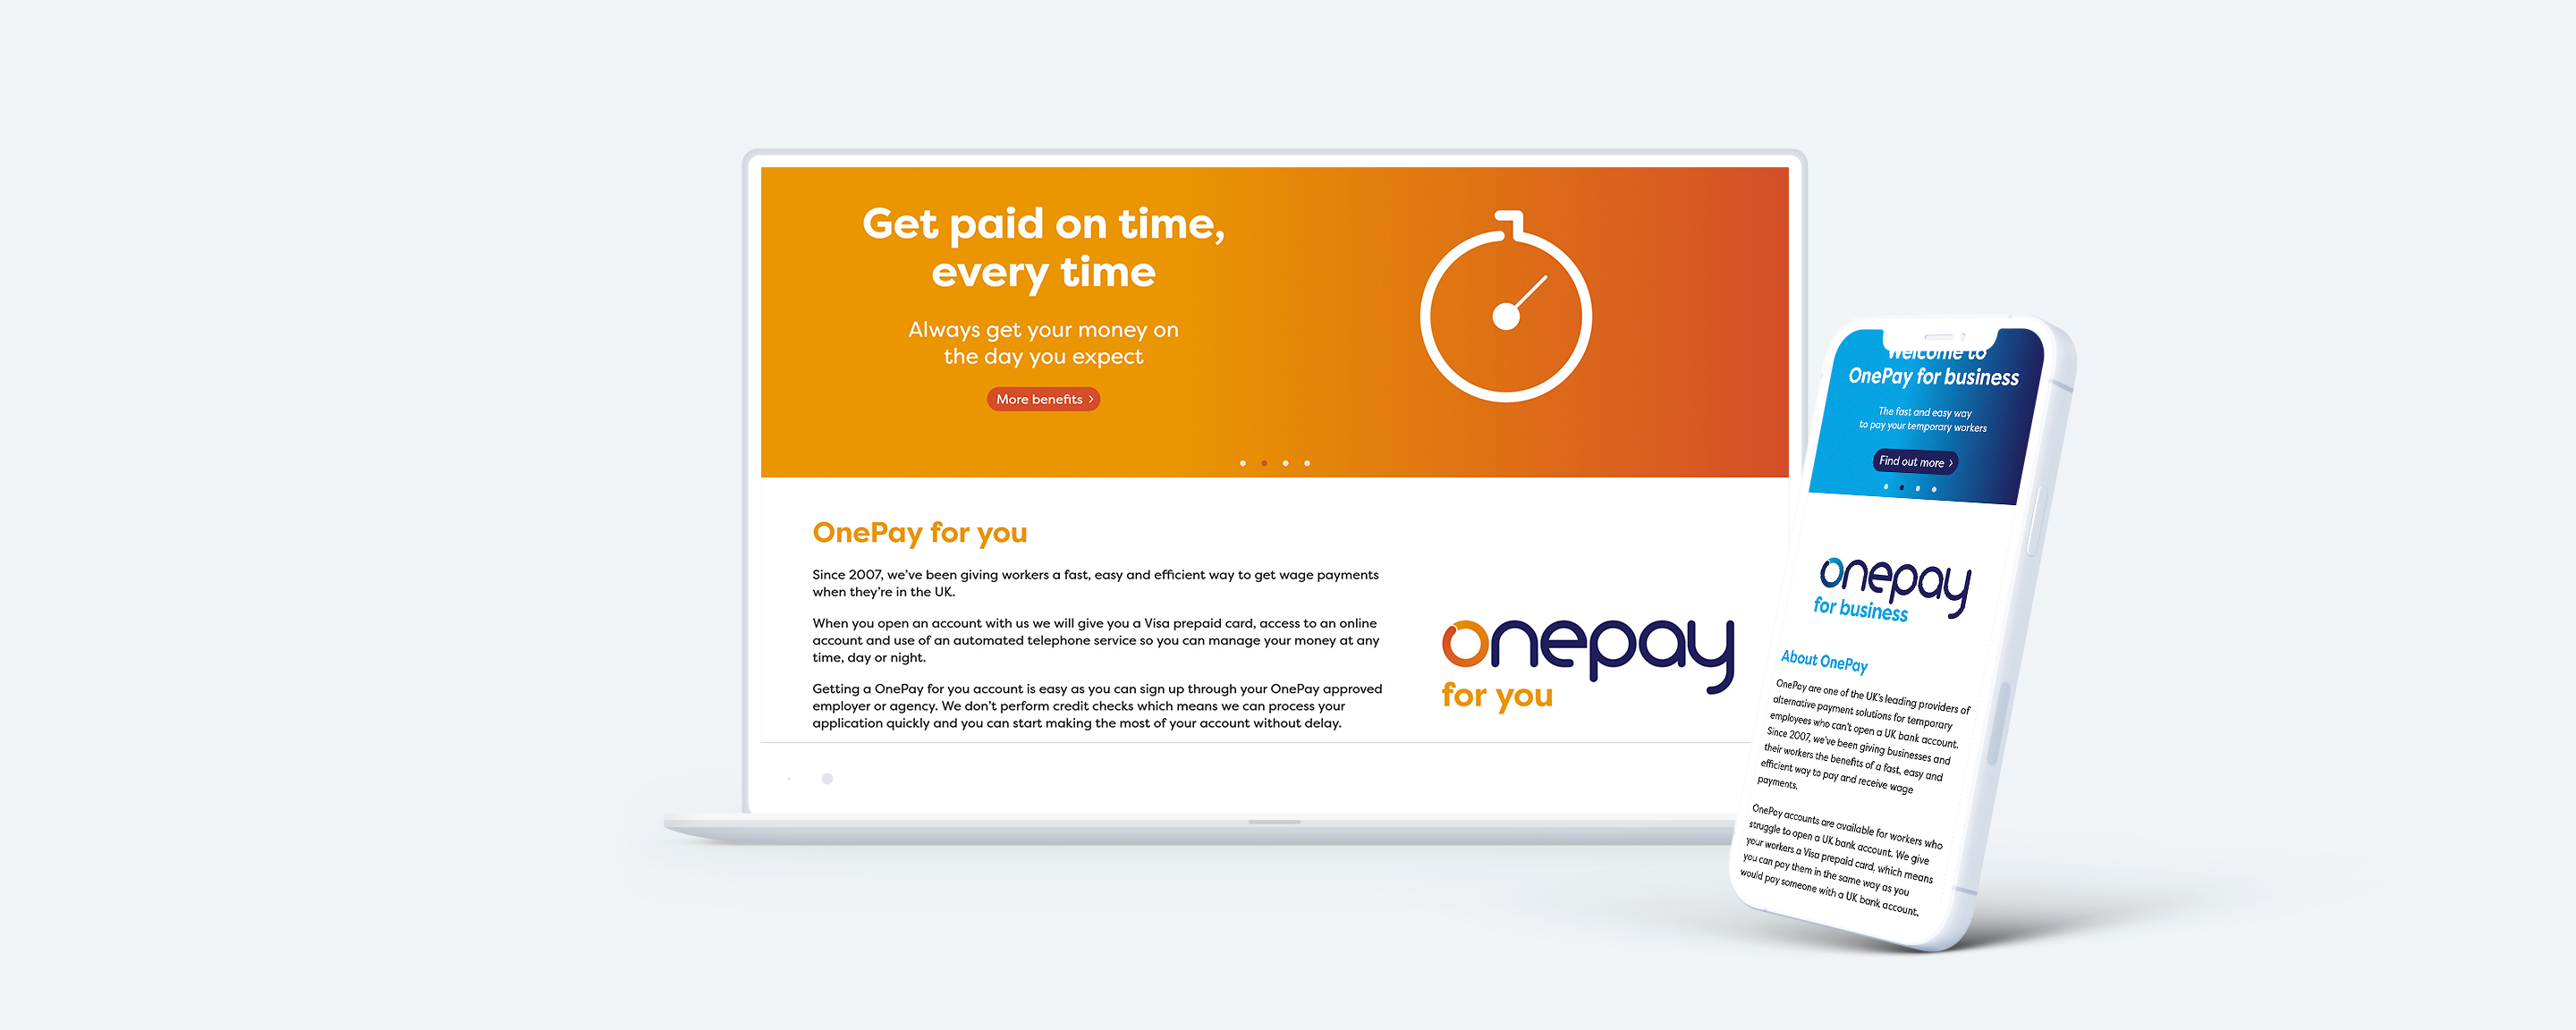 Get paid on time,
every time
Always get your money on
the day you expect
More benefits
OnePay for you
Since 2007, we’ve been giving workers a fast, easy and efficient way to get wage payments
when they’re in the UK.
When you open an account with us we will give you a Visa prepaid card, access to an online
account and use of an automated telephone service so you can manage your money at any
time, day or night.
Getting a OnePay for you account is easy as you can sign up through your OnePay approved
employer or agency. We don’t perform credit checks which means we can process your
application quickly and you can start making the most of your account without delay.
onepay
for you
Welcome to
OnePay for business
The fast and easy way
to pay your temporary workers
Find out more
onepay
for business
About OnePay
OnePay are one of the UK’s leading providers of
alternative payment solutions for temporary
employees who can’t open a UK bank account.
Since 2007, we’ve been giving businesses and
their workers the benefits of a fast, easy and
efficient way to pay and receive wage
payments.
OnePay accounts are available for workers who
struggle to open a UK bank account. We give
your workers a Visa prepaid card, which means
you can pay them in the same way as you
would pay someone with a UK bank account.